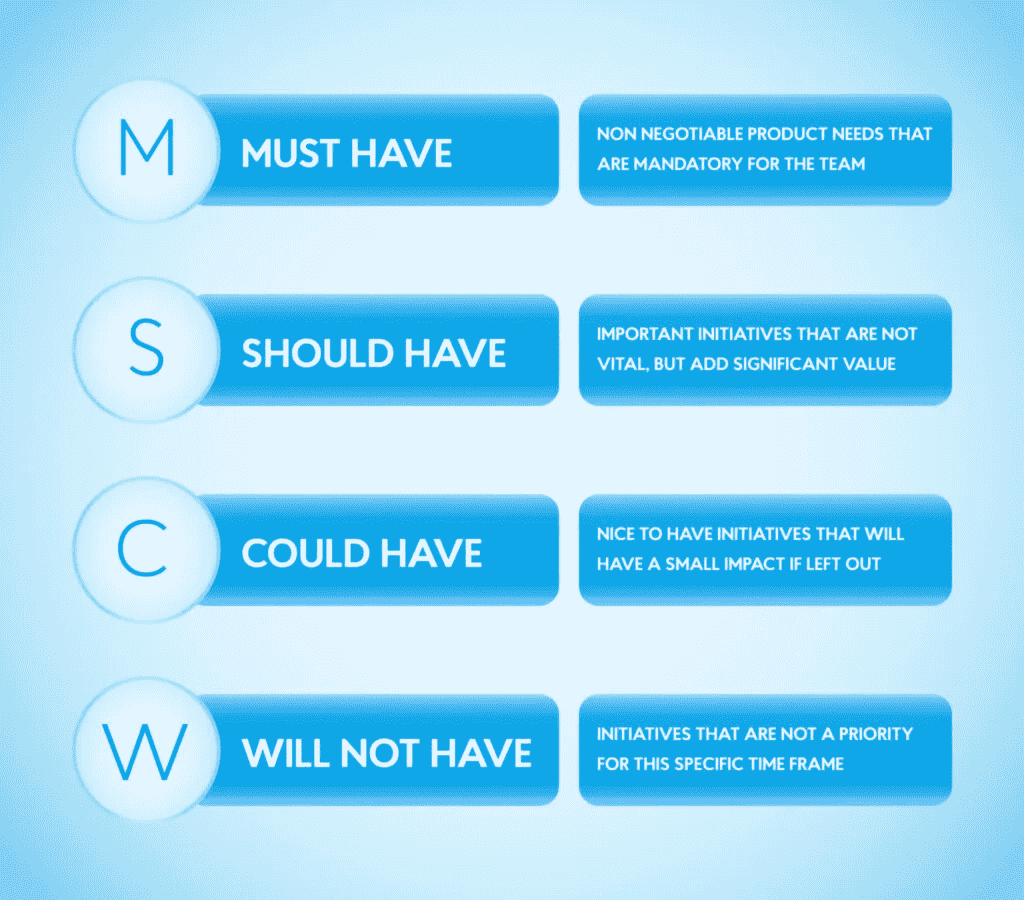 M
MUST HAVE
NON NEGOTIABLE PRODUCT NEEDS THAT
ARE MANDATORY FOR THE TEAM
S
SHOULD HAVE
IMPORTANT INITIATIVES THAT ARE NOT
VITAL, BUT ADD SIGNIFICANT VALUE
C
COULD HAVE
NICE TO HAVE INITIATIVES THAT WILL
HAVE A SMALL IMPACT IF LEFT OUT
W
WILL NOT HAVE
INITIATIVES THAT ARE NOT A PRIORITY
FOR THIS SPECIFIC TIME FRAME